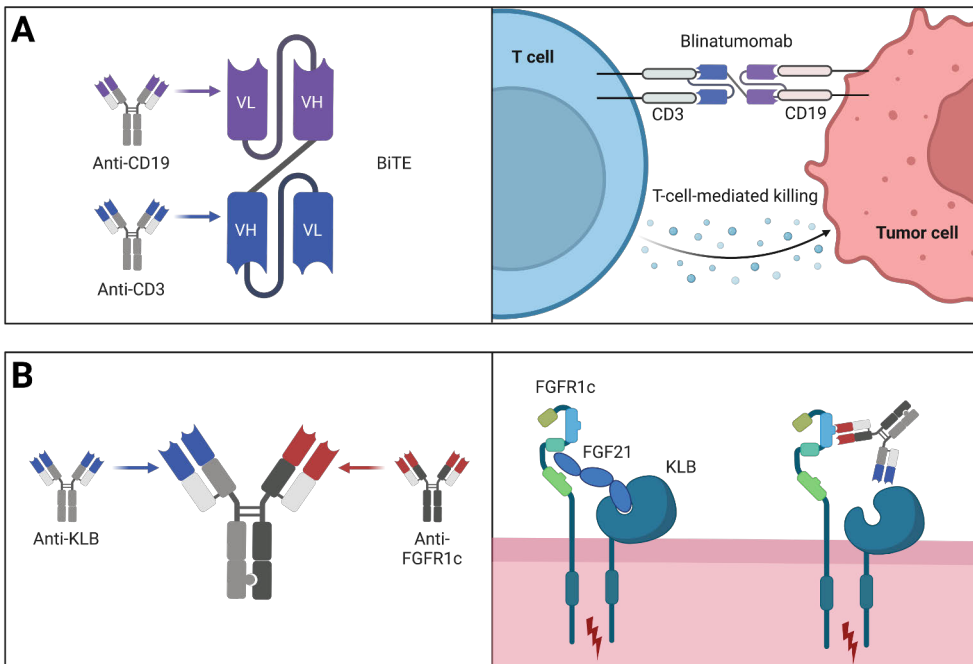 A
Anti-CD19
Anti-CD3
VL
VH
VH
VL
BiTE
T cell
Blinatumomab
CD3
CD19
T-cell-mediated killing
Tumor cell
B
Anti-KLB
Anti-
FGFR1c
FGFR1c
FGF21
KLB